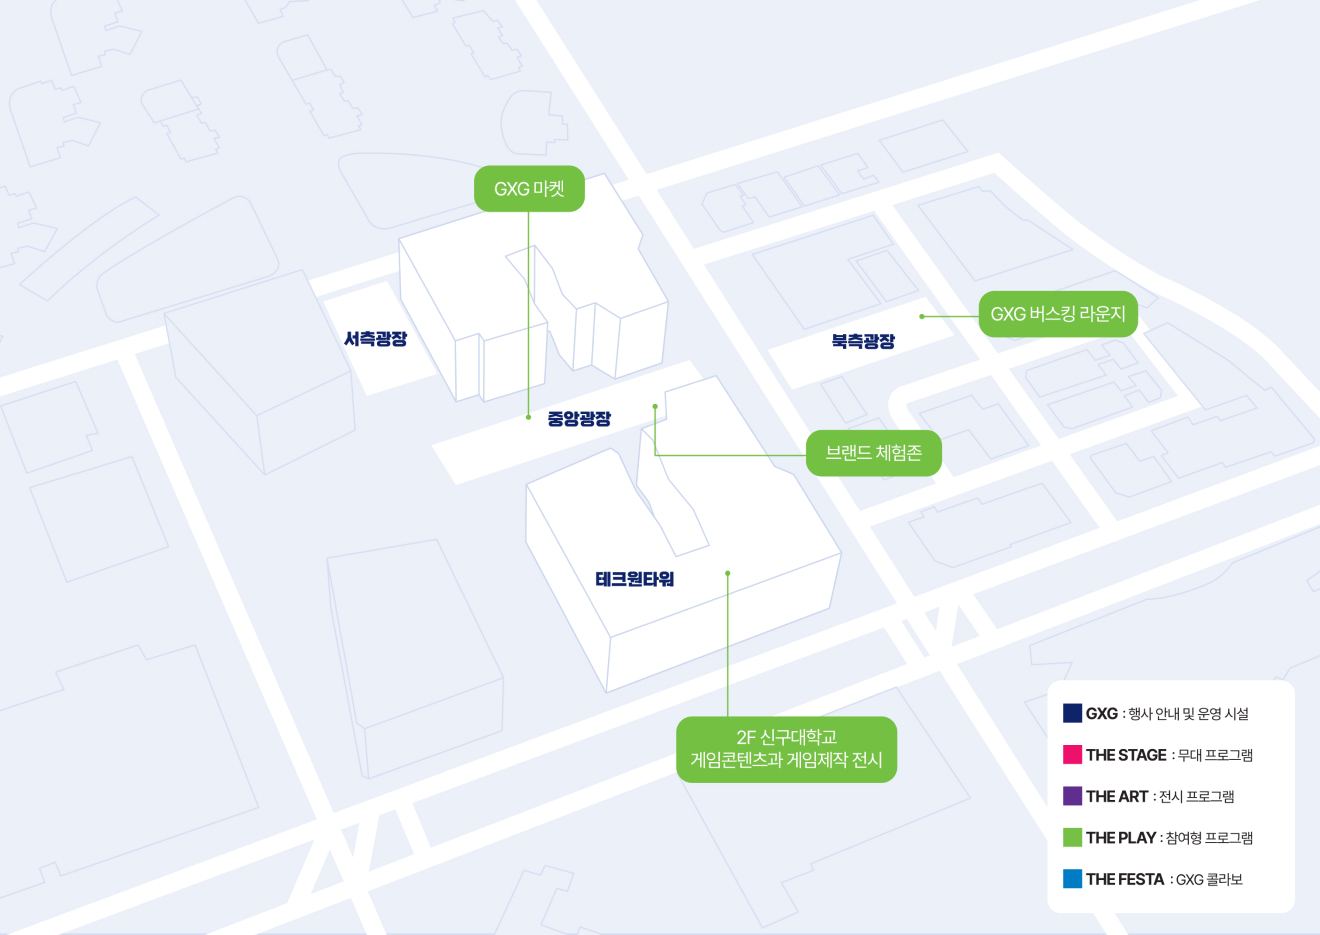 GXG 마켓
GXG 버스킹 라운지
서측광장
북측광장
중앙광장
브랜드 체험존
테크원타워
2F 신구대학교
게임콘텐츠과 게임제작 전시
GXG : 행사 안내 및 운영 시설
THE STAGE : 무대 프로그램
THE ART : 전시 프로그램
THE PLAY : 참여형 프로그램
THE FESTA : GXG 콜라보